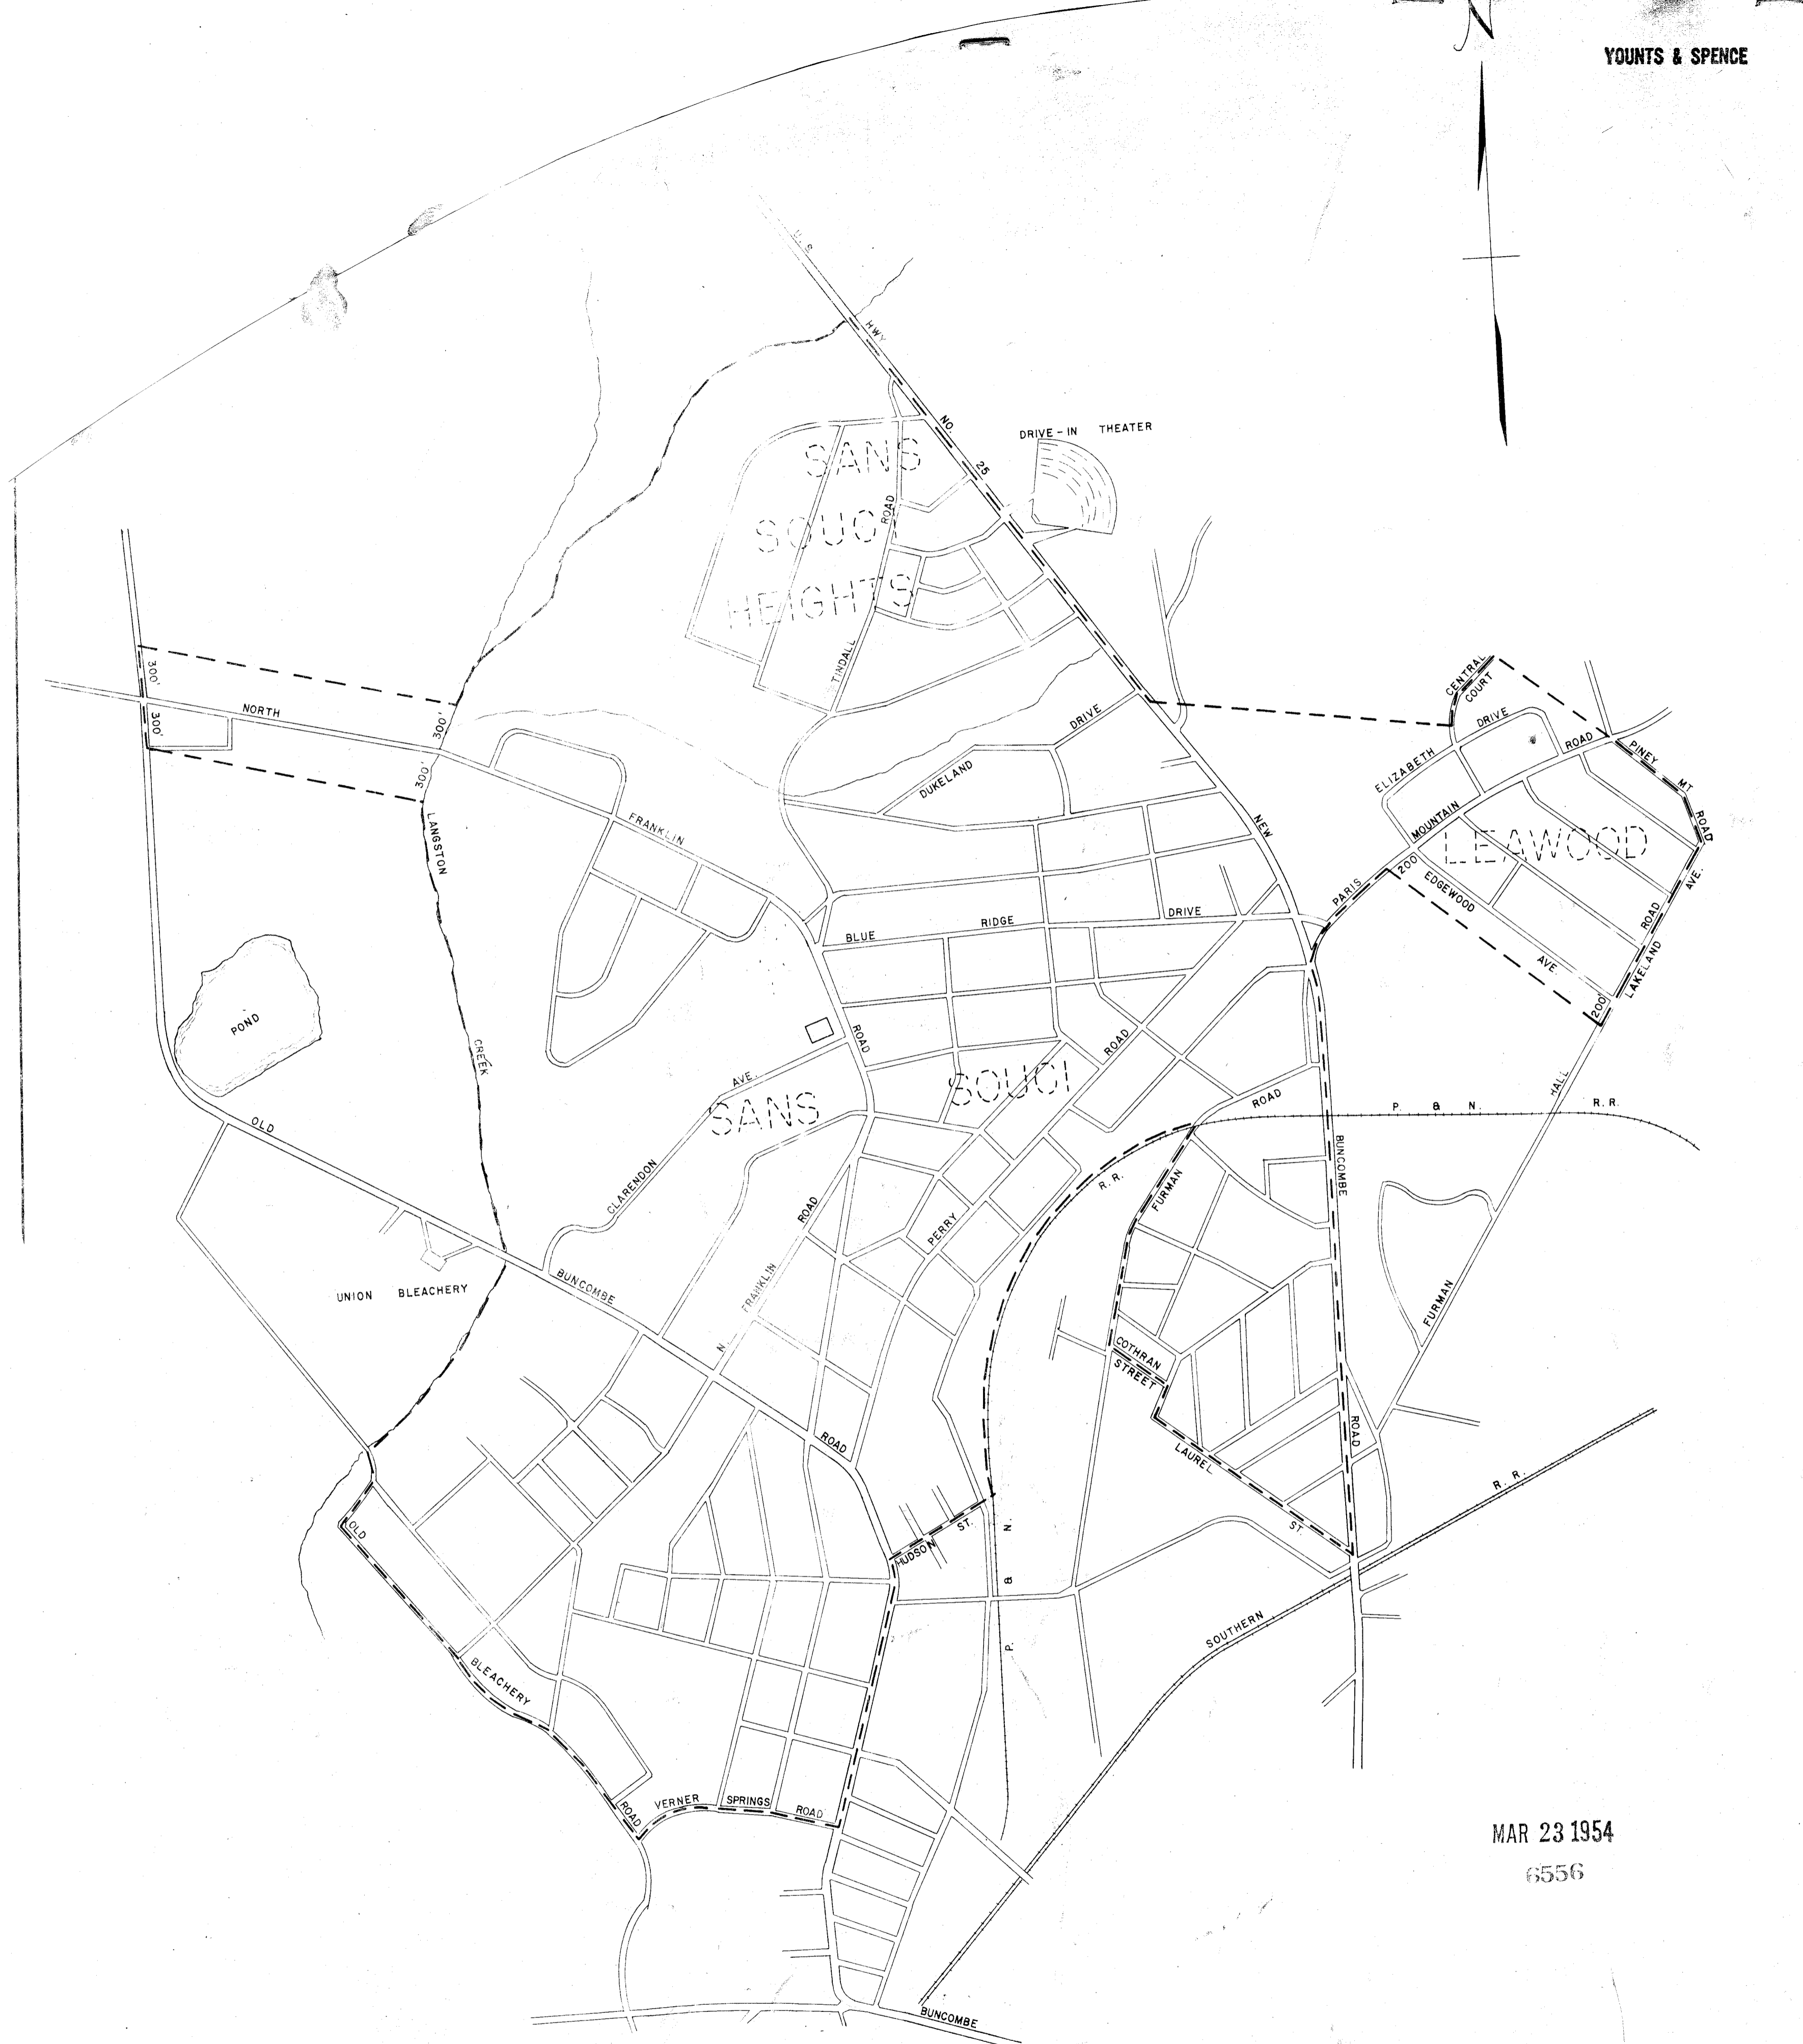 N
YOUNTS & SPENCE
U. S.
HWY
NO.
25
DRIVE-IN THEATER
SANS
SOUCI
HEIGHTS
ROAD
TINDALL
300'
300'
NORTH
300'
300'
LANGSTON
CREEK
FRANKLIN
ROAD
DUKELAND
DRIVE
NEW
CENTRAL
COURT
ELIZABETH
DRIVE
PARIS
MOUNTAIN
ROAD
PINEY
MT
ROAD
LEAWOOD
200'
EDGEWOOD
AVE.
200'
LAKELAND
ROAD
AVE.
BLUE
RIDGE
DRIVE
POND
OLD
BUNCOMBE
ROAD
CLARENDON
AVE.
SANS
SOUCI
PERRY
ROAD
N.
FRANKLIN
ROAD
FURMAN
ROAD
R. R.
P. & N.
R. R.
FURMAN
HALL
BUNCOMBE
ROAD
UNION BLEACHERY
COTHRAN
STREET
LAUREL
ST.
HUDSON
ST.
P. & N.
SOUTHERN
R. R.
OLD
BLEACHERY
ROAD
VERNER
SPRINGS
ROAD
BUNCOMBE
MAR 23 1954
6556